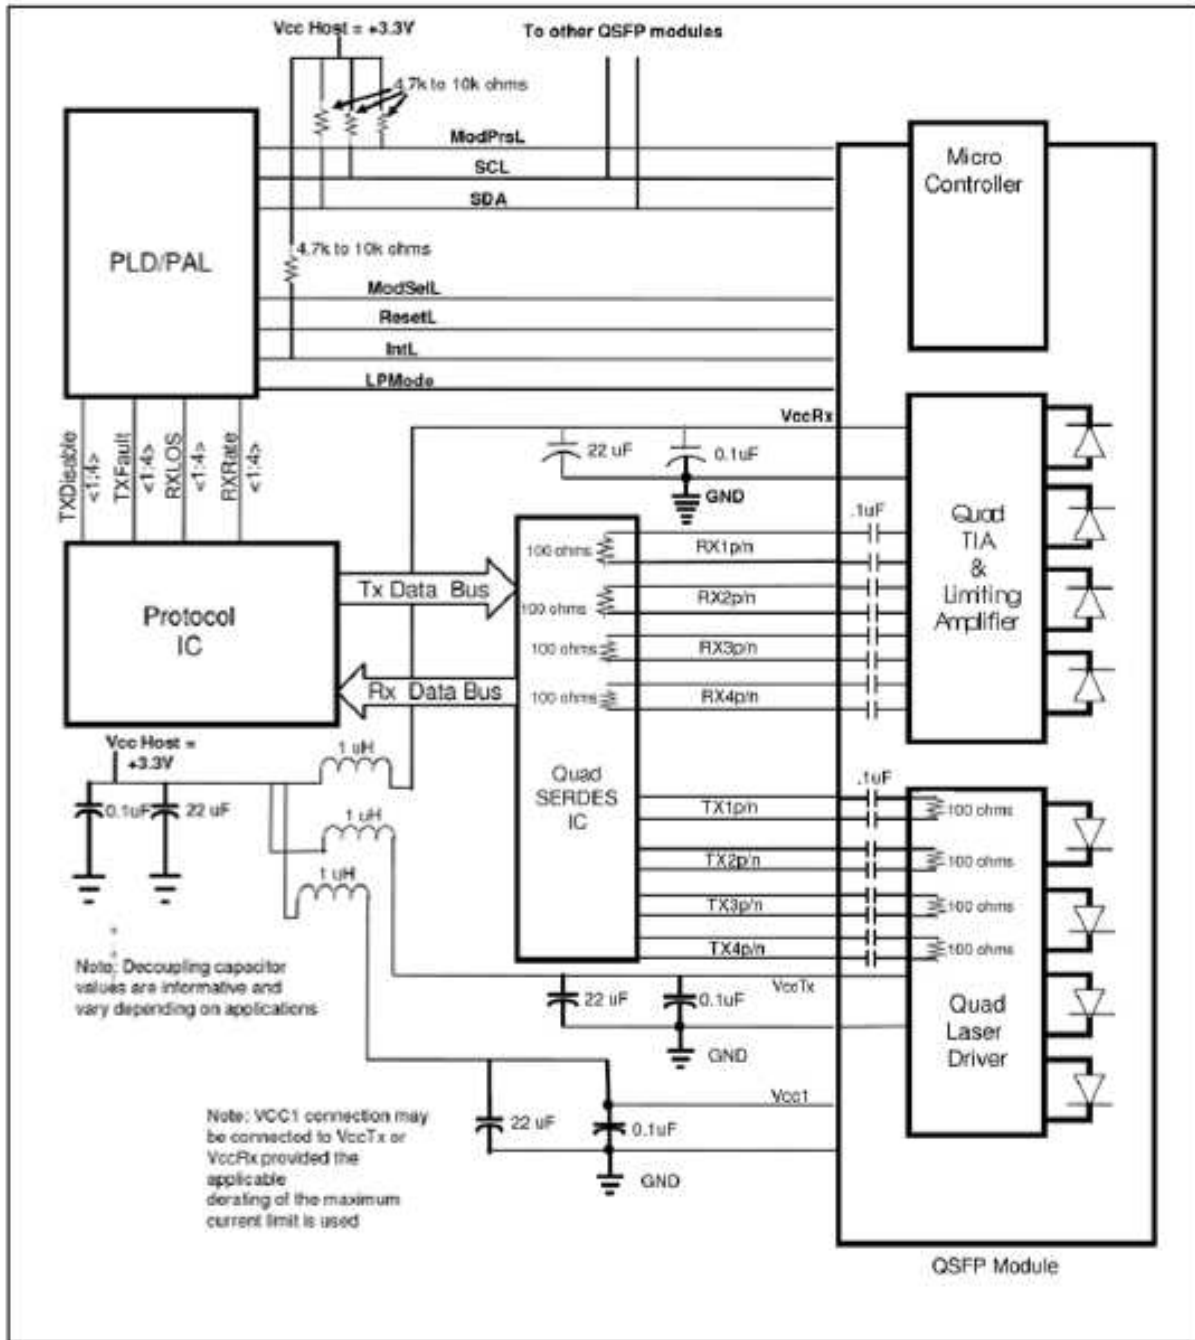 Vcc Host = +3.3V
To other QSFP modules
4.7k to 10k ohms
ModPrsL
SCL
SDA
Micro
Controller
PLD/PAL
4.7k to 10k ohms
ModSelL
ResetL
IntL
LPMode
TXDisable
<1:4>
TXFault
<1:4>
RXLOS
<1:4>
RXRate
<1:4>
VccRx
22 uF
0.1uF
GND
.1uF
Quad
TIA
&
Limiting
Amplifier
100 ohms
RX1p/n
100 ohms
RX2p/n
100 ohms
RX3p/n
100 ohms
RX4p/n
Tx Data Bus
Rx Data Bus
Protocol
IC
Vcc Host =
+3.3V
0.1uF
22 uF
1 uH
1 uH
1 uH
Quad
SERDES
IC
.1uF
TX1p/n
100 ohms
TX2p/n
100 ohms
TX3p/n
100 ohms
TX4p/n
100 ohms
Note: Decoupling capacitor
values are informative and
vary depending on applications
22 uF
0.1uF
VccTx
GND
Quad
Laser
Driver
Note: VCC1 connection may
be connected to VccTx or
VccRx provided the
applicable
derating of the maximum
current limit is used
22 uF
0.1uF
Vcc1
GND
QSFP Module